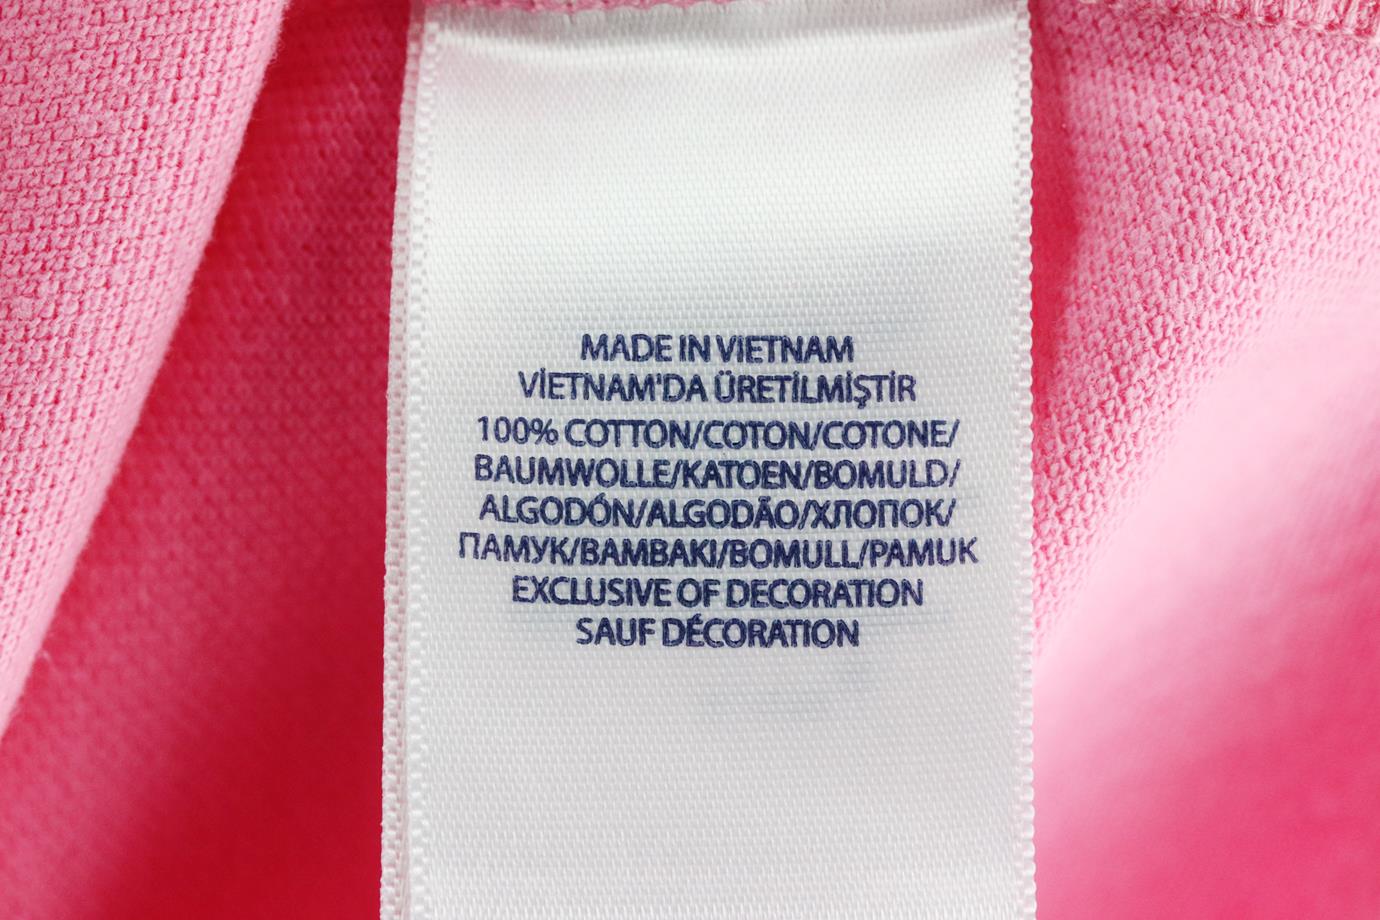 MADE IN VIETNAM
VİETNAM'DA ÜRETİLMİŞTİR
100% COTTON/COTON/COTONE/
BAUMWOLLE/KATOEN/BOMULD/
ALGODÓN/ALGODÃO/ХЛОПОК/
ПАМУК/BAMBAKI/BOMULL/PAMUK
EXCLUSIVE OF DECORATION
SAUF DÉCORATION